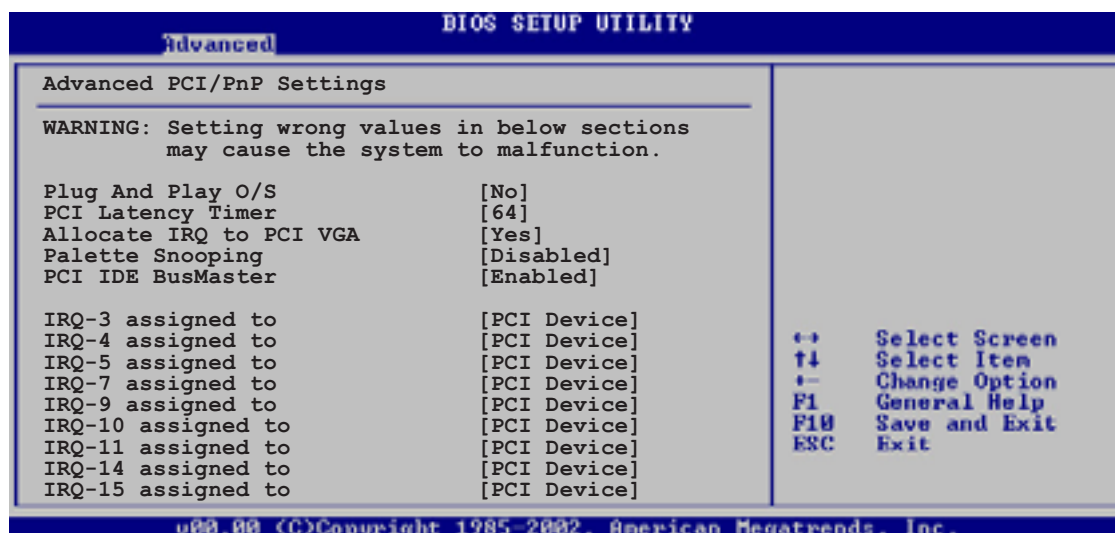 BIOS SETUP UTILITY
Advanced
Advanced PCI/PnP Settings
WARNING: Setting wrong values in below sections
may cause the system to malfunction.
Plug And Play O/S [No]
PCI Latency Timer [64]
Allocate IRQ to PCI VGA [Yes]
Palette Snooping [Disabled]
PCI IDE BusMaster [Enabled]
IRQ-3 assigned to [PCI Device]
IRQ-4 assigned to [PCI Device]
IRQ-5 assigned to [PCI Device]
IRQ-7 assigned to [PCI Device]
IRQ-9 assigned to [PCI Device]
IRQ-10 assigned to [PCI Device]
IRQ-11 assigned to [PCI Device]
IRQ-14 assigned to [PCI Device]
IRQ-15 assigned to [PCI Device]
↔ Select Screen
↑↓ Select Item
+- Change Option
F1 General Help
F10 Save and Exit
ESC Exit
v00.00 (C)Copyright 1985-2002, American Megatrends, Inc.